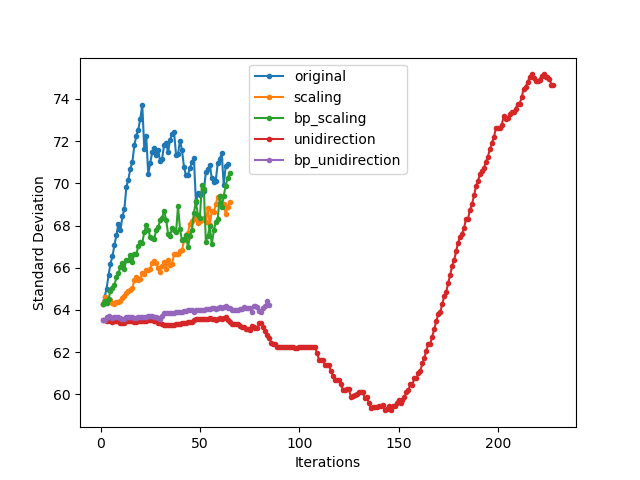 original
scaling
bp_scaling
unidirection
bp_unidirection
74
72
70
68
66
64
62
60
Standard Deviation
0 50 100 150 200
Iterations